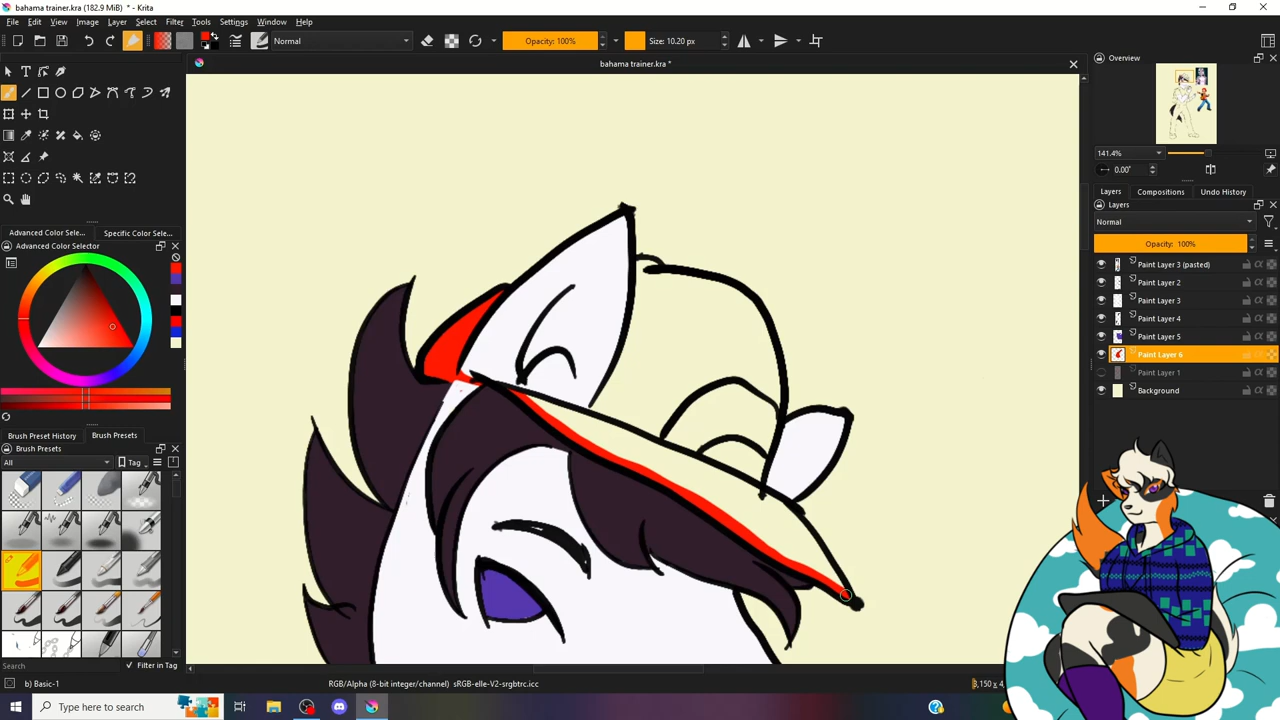 bahama trainer.kra (182.9 MiB) * - Krita
File Edit View Image Layer Select Filter Tools Settings Window Help
Normal
Opacity: 100%
Size: 10.20 px
bahama trainer.kra *
Overview
141.4%
0.00°
Layers Compositions Undo History
Layers
Normal
Opacity: 100%
Paint Layer 3 (pasted)
Paint Layer 2
Paint Layer 3
Paint Layer 4
Paint Layer 5
Paint Layer 6
Paint Layer 1
Background
Advanced Color Selec... Specific Color Selec...
Advanced Color Selector
Brush Preset History Brush Presets
Brush Presets
All
Tag
Search
Filter in Tag
b) Basic-1
RGB/Alpha (8-bit integer/channel) sRGB-elle-V2-srgbtrc.icc
Type here to search